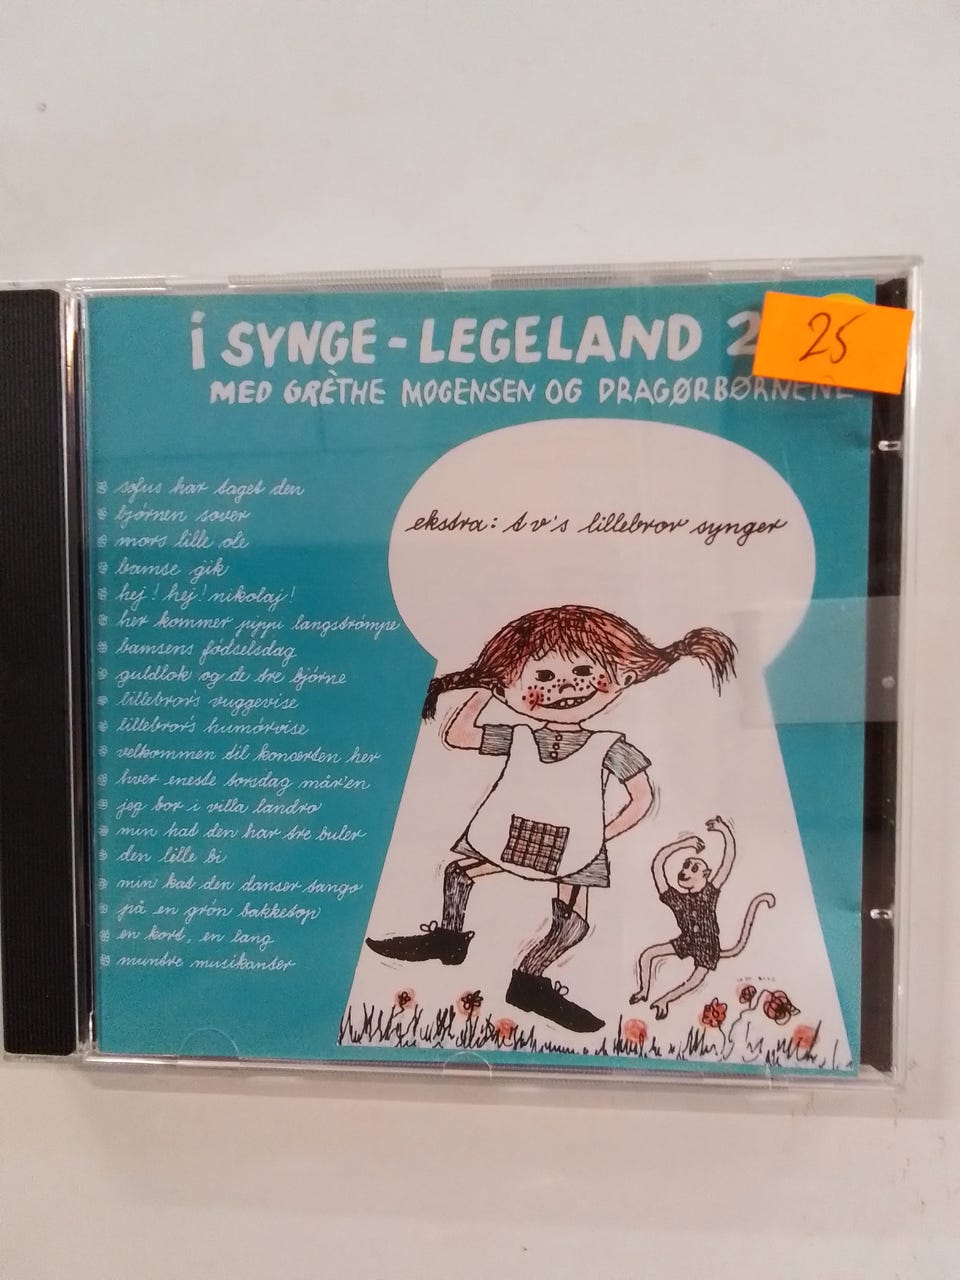 i SYNGE-LEGELAND 2
25
MED GRÈTHE MOGENSEN OG DRAGØRBØRNENE
ekstra: tv's lillebror synger
sofus har taget den
bjørnen sover
mors lille ole
bamse gik
hej! hej! nikolaj!
her kommer pippi langstrømpe
bamsens fødselsdag
guldlok og de tre bjørne
lillebror's vuggevise
lillebror's humørvise
velkommen til koncerten her
hver eneste torsdag mår'en
jeg bor i villa landro
min hat den har tre buler
den lille bi
min kat den danser tango
på en grøn bakketop
en kort, en lang
muntre musikanter